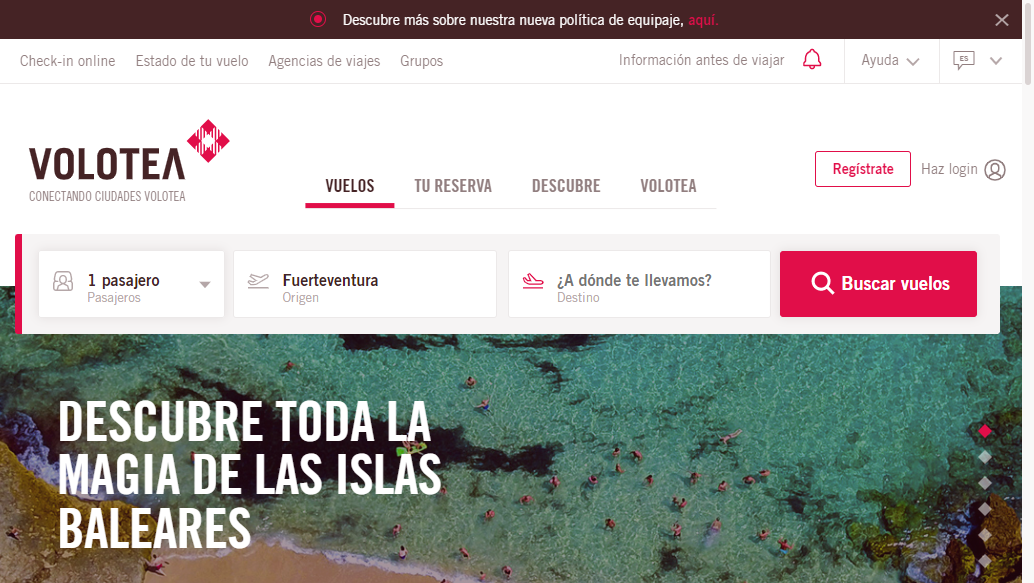 Descubre más sobre nuestra nueva política de equipaje, aquí.
Check-in online Estado de tu vuelo Agencias de viajes Grupos Información antes de viajar Ayuda ES
VOLOTEA
CONECTANDO CIUDADES VOLOTEA
VUELOS TU RESERVA DESCUBRE VOLOTEA
Regístrate Haz login
1 pasajero
Pasajeros
Fuerteventura
Origen
¿A dónde te llevamos?
Destino
Buscar vuelos
DESCUBRE TODA LA
MAGIA DE LAS ISLAS
BALEARES